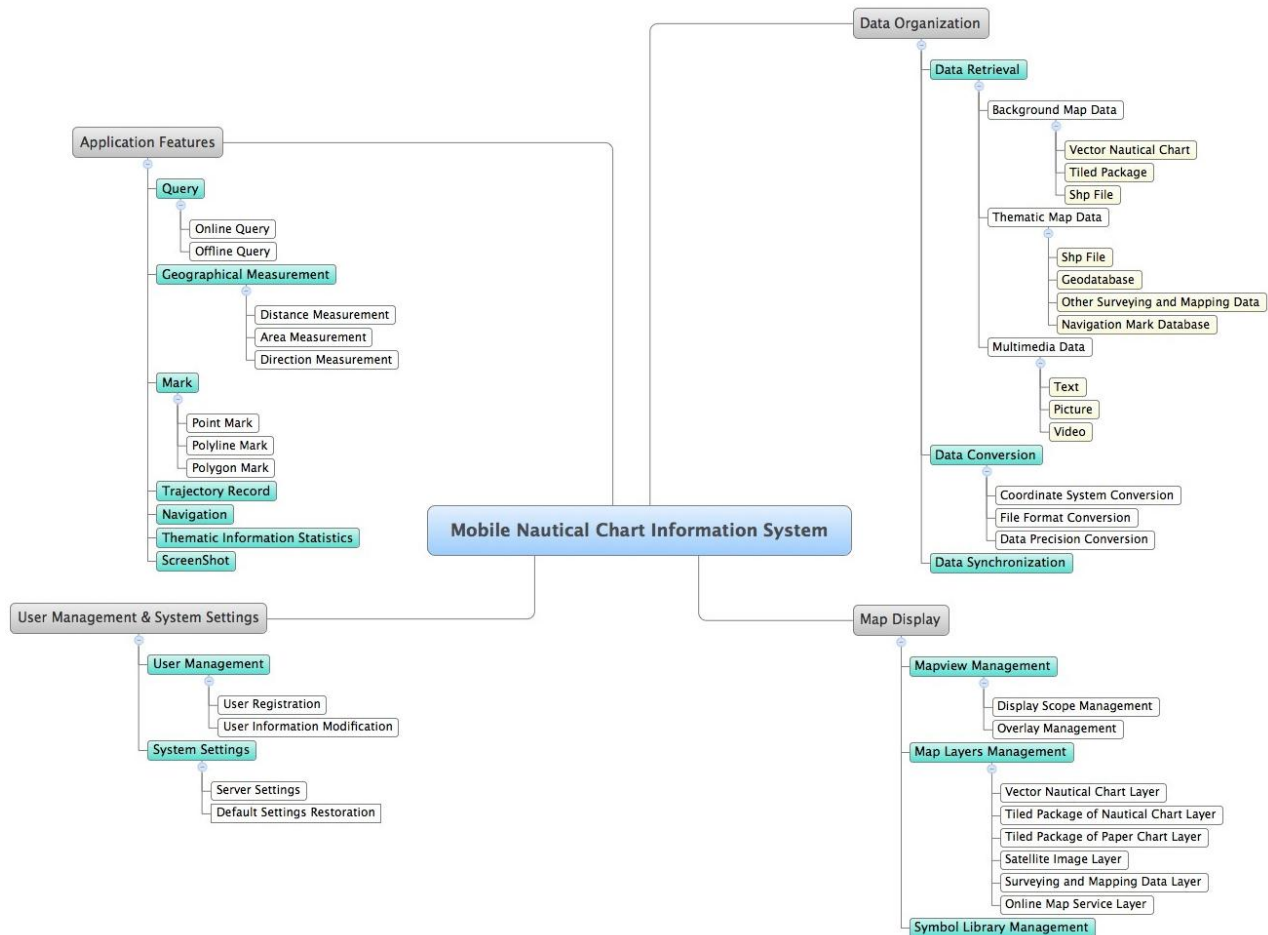 Mobile Nautical Chart Information System
Application Features
Query
Online Query
Offline Query
Geographical Measurement
Distance Measurement
Area Measurement
Direction Measurement
Mark
Point Mark
Polyline Mark
Polygon Mark
Trajectory Record
Navigation
Thematic Information Statistics
ScreenShot
User Management & System Settings
User Management
User Registration
User Information Modification
System Settings
Server Settings
Default Settings Restoration
Data Organization
Data Retrieval
Background Map Data
Vector Nautical Chart
Tiled Package
Shp File
Thematic Map Data
Shp File
Geodatabase
Other Surveying and Mapping Data
Navigation Mark Database
Multimedia Data
Text
Picture
Video
Data Conversion
Coordinate System Conversion
File Format Conversion
Data Precision Conversion
Data Synchronization
Map Display
Mapview Management
Display Scope Management
Overlay Management
Map Layers Management
Vector Nautical Chart Layer
Tiled Package of Nautical Chart Layer
Tiled Package of Paper Chart Layer
Satellite Image Layer
Surveying and Mapping Data Layer
Online Map Service Layer
Symbol Library Management